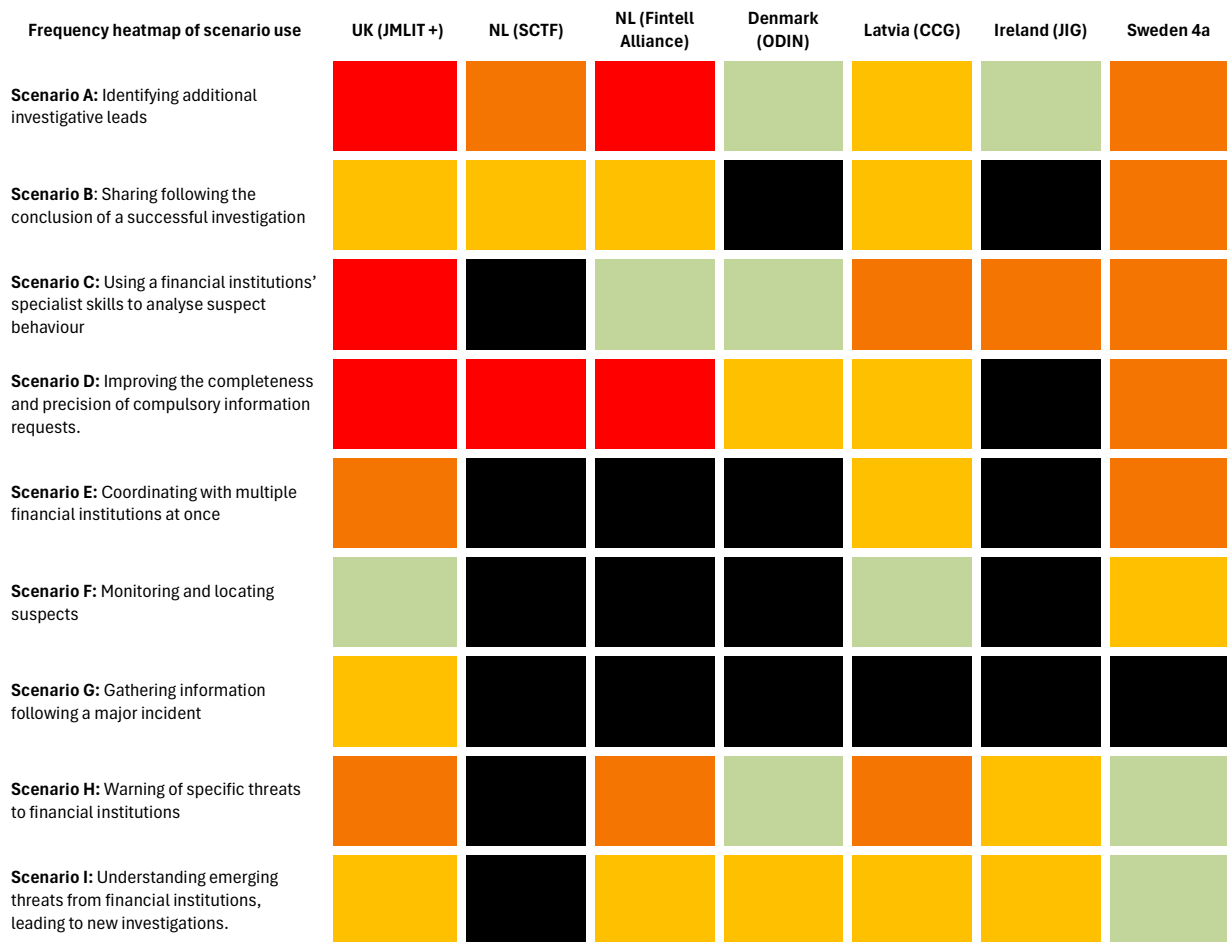 Frequency heatmap of scenario use
UK (JMLIT +)
NL (SCTF)
NL (Fintell
Alliance)
Denmark
(ODIN)
Latvia (CCG)
Ireland (JIG)
Sweden 4a
Scenario A: Identifying additional
investigative leads
Scenario B: Sharing following the
conclusion of a successful investigation
Scenario C: Using a financial institutions’
specialist skills to analyse suspect
behaviour
Scenario D: Improving the completeness
and precision of compulsory information
requests.
Scenario E: Coordinating with multiple
financial institutions at once
Scenario F: Monitoring and locating
suspects
Scenario G: Gathering information
following a major incident
Scenario H: Warning of specific threats
to financial institutions
Scenario I: Understanding emerging
threats from financial institutions,
leading to new investigations.